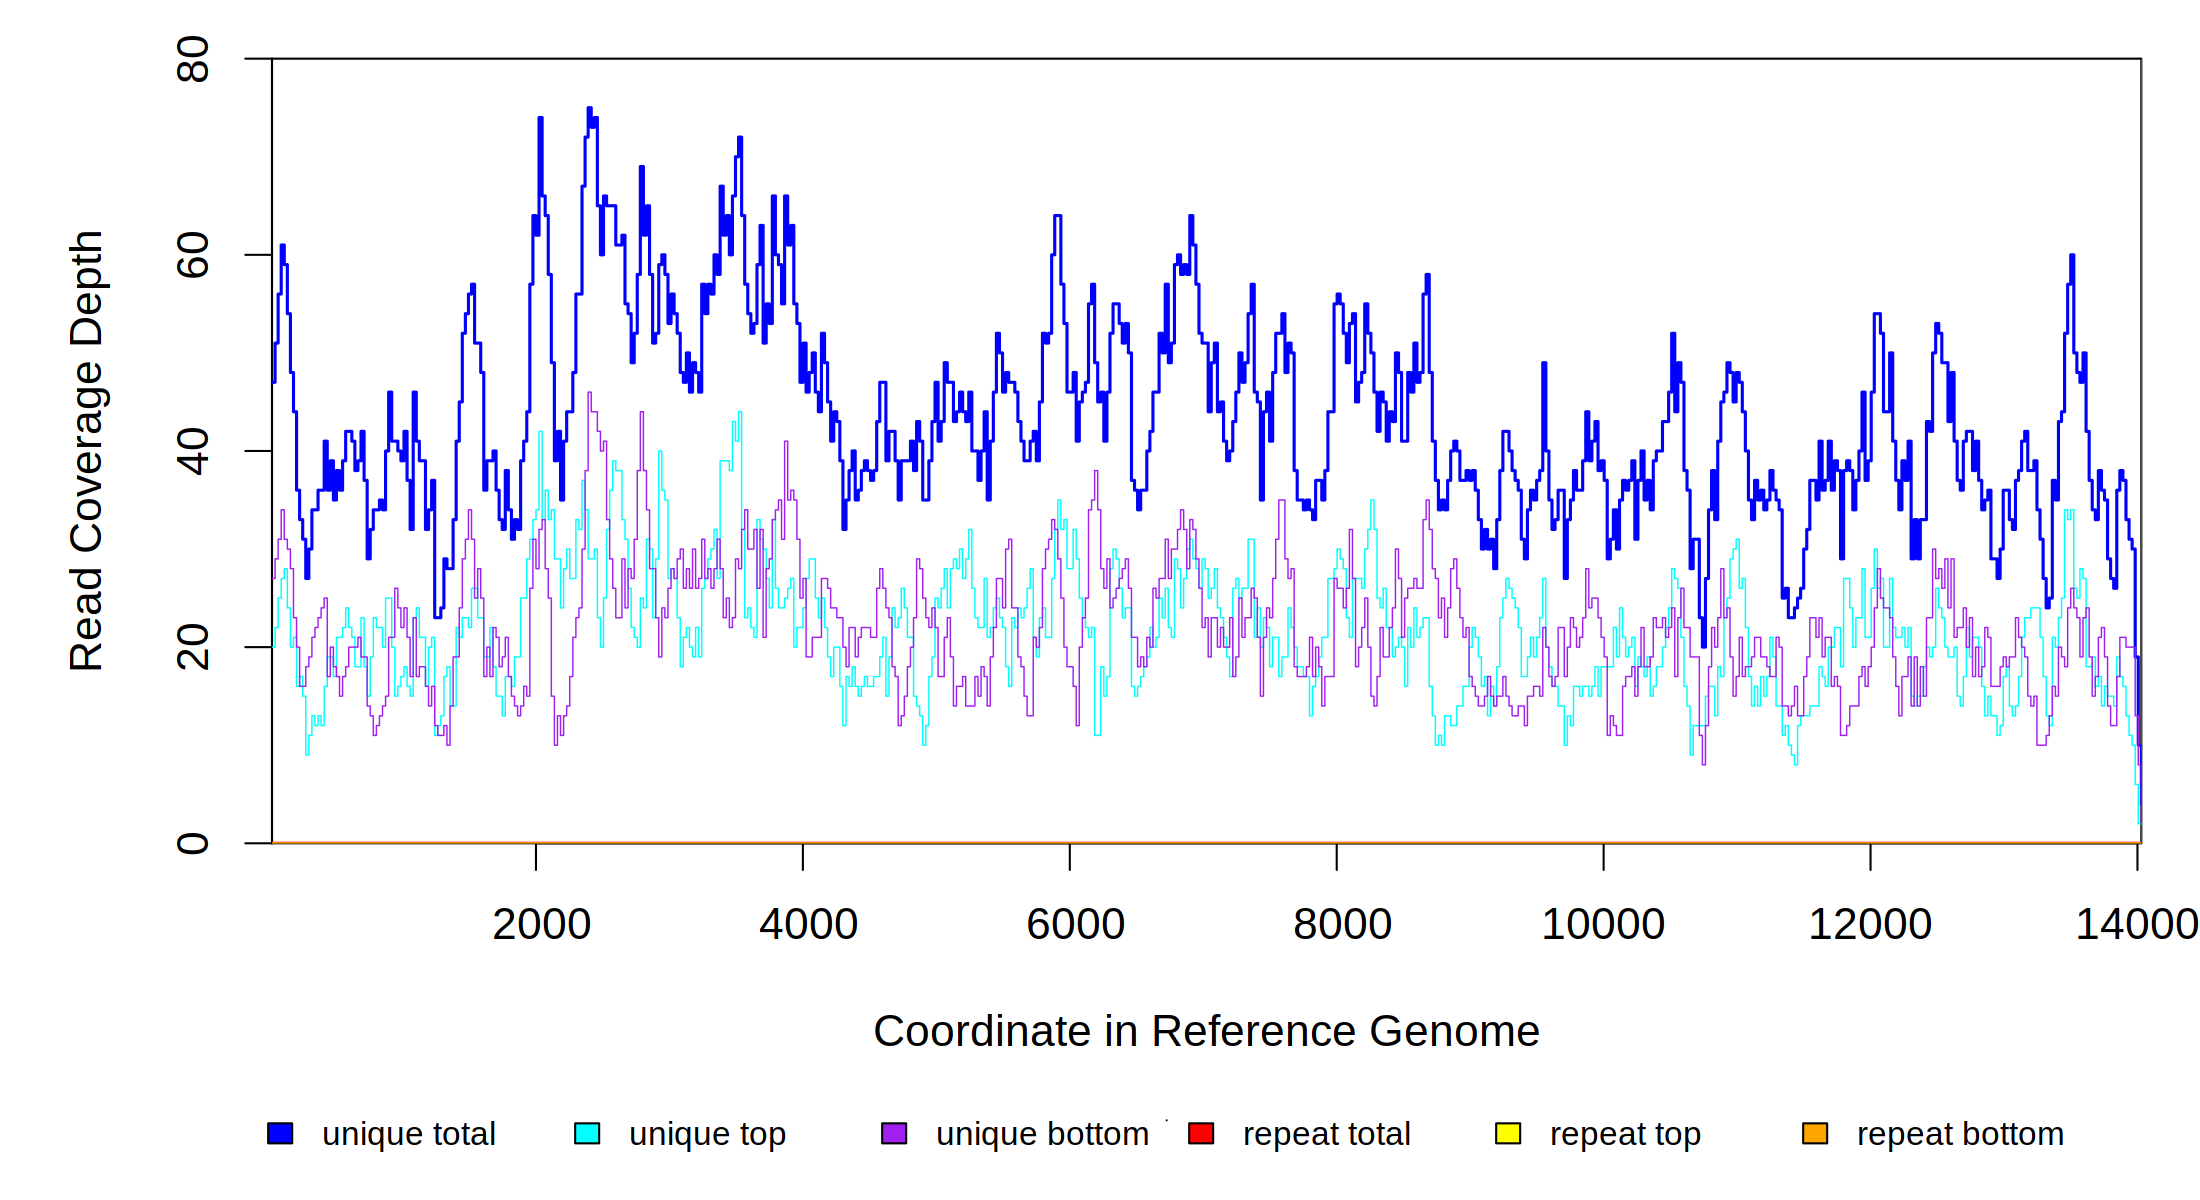 80
60
40
20
0
Read Coverage Depth
2000 4000 6000 8000 10000 12000 14000
Coordinate in Reference Genome
unique total unique top unique bottom repeat total repeat top repeat bottom